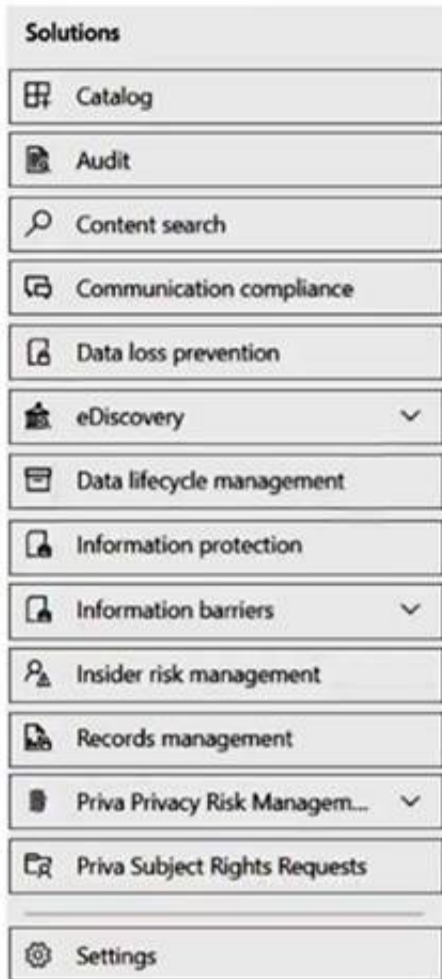 Solutions
Catalog
Audit
Content search
Communication compliance
Data loss prevention
eDiscovery
Data lifecycle management
Information protection
Information barriers
Insider risk management
Records management
Priva Privacy Risk Managem...
Priva Subject Rights Requests
Settings